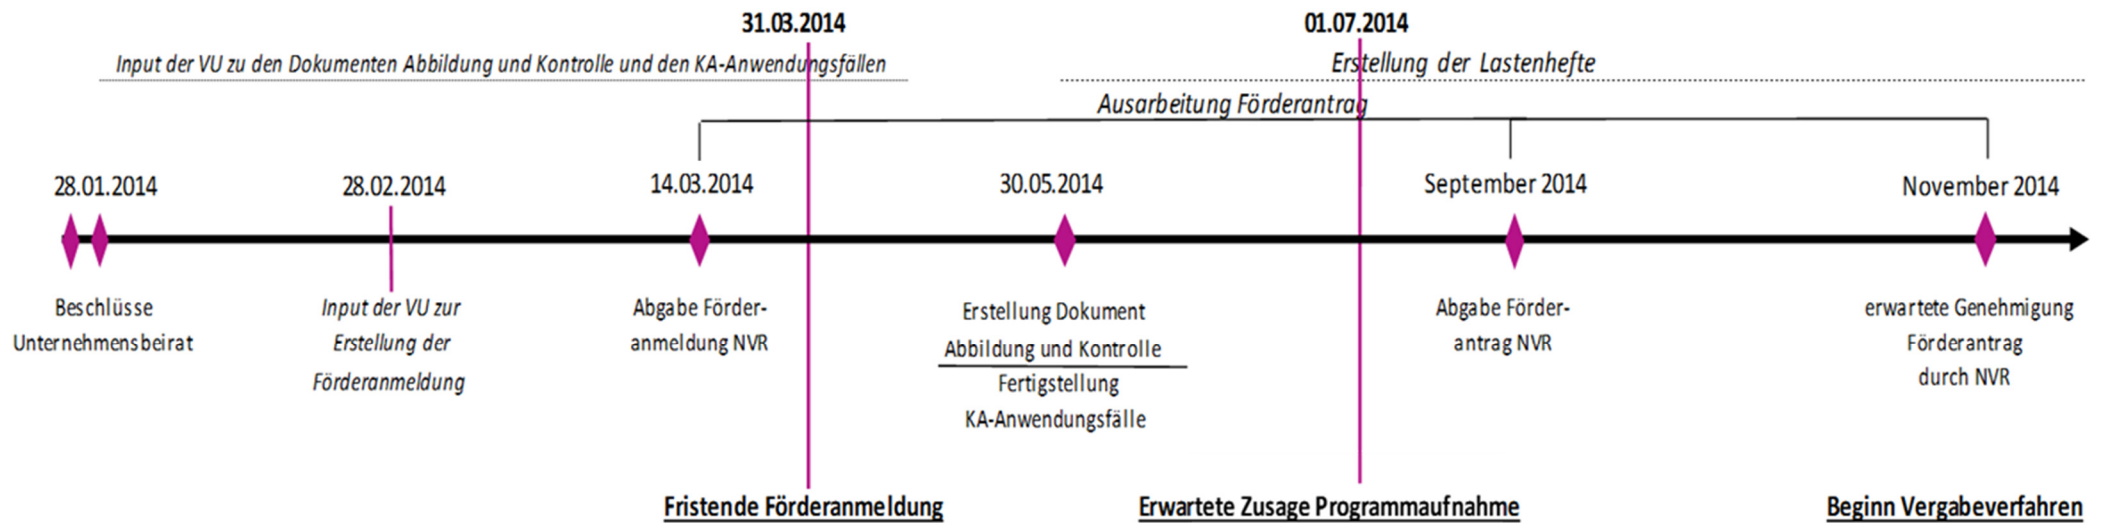 31.03.2014
01.07.2014
Input der VU zu den Dokumenten Abbildung und Kontrolle und den KA-Anwendungsfällen
Erstellung der Lastenhefte
Ausarbeitung Förderantrag
28.01.2014
28.02.2014
14.03.2014
30.05.2014
September 2014
November 2014
Beschlüsse
Unternehmensbeirat
Input der VU zur
Erstellung der
Förderanmeldung
Abgabe Förder-
anmeldung NVR
Erstellung Dokument
Abbildung und Kontrolle
Fertigstellung
KA-Anwendungsfälle
Abgabe Förder-
antrag NVR
erwartete Genehmigung
Förderantrag
durch NVR
Fristende Förderanmeldung
Erwartete Zusage Programmaufnahme
Beginn Vergabeverfahren